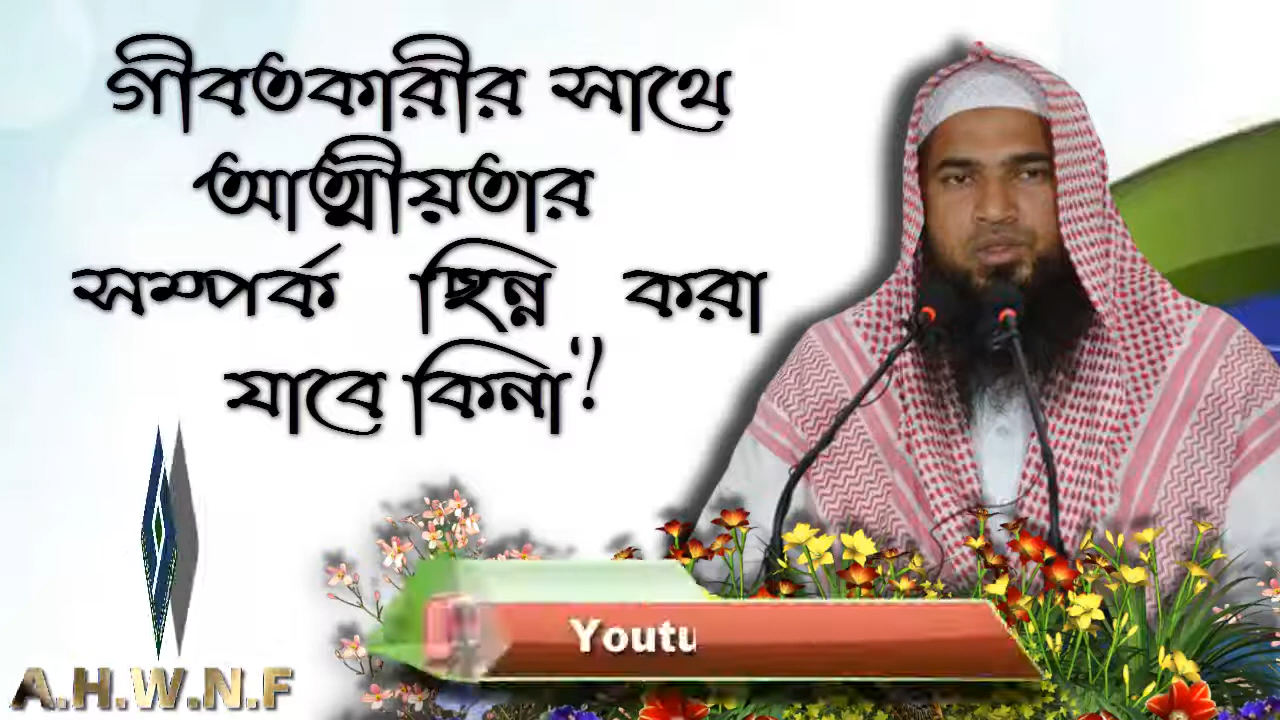 গীবতকারীর সাথে
আত্মীয়তার
সম্পর্ক ছিন্ন করা
যাবে কিনা?
Youtu
A.H.W.N.F